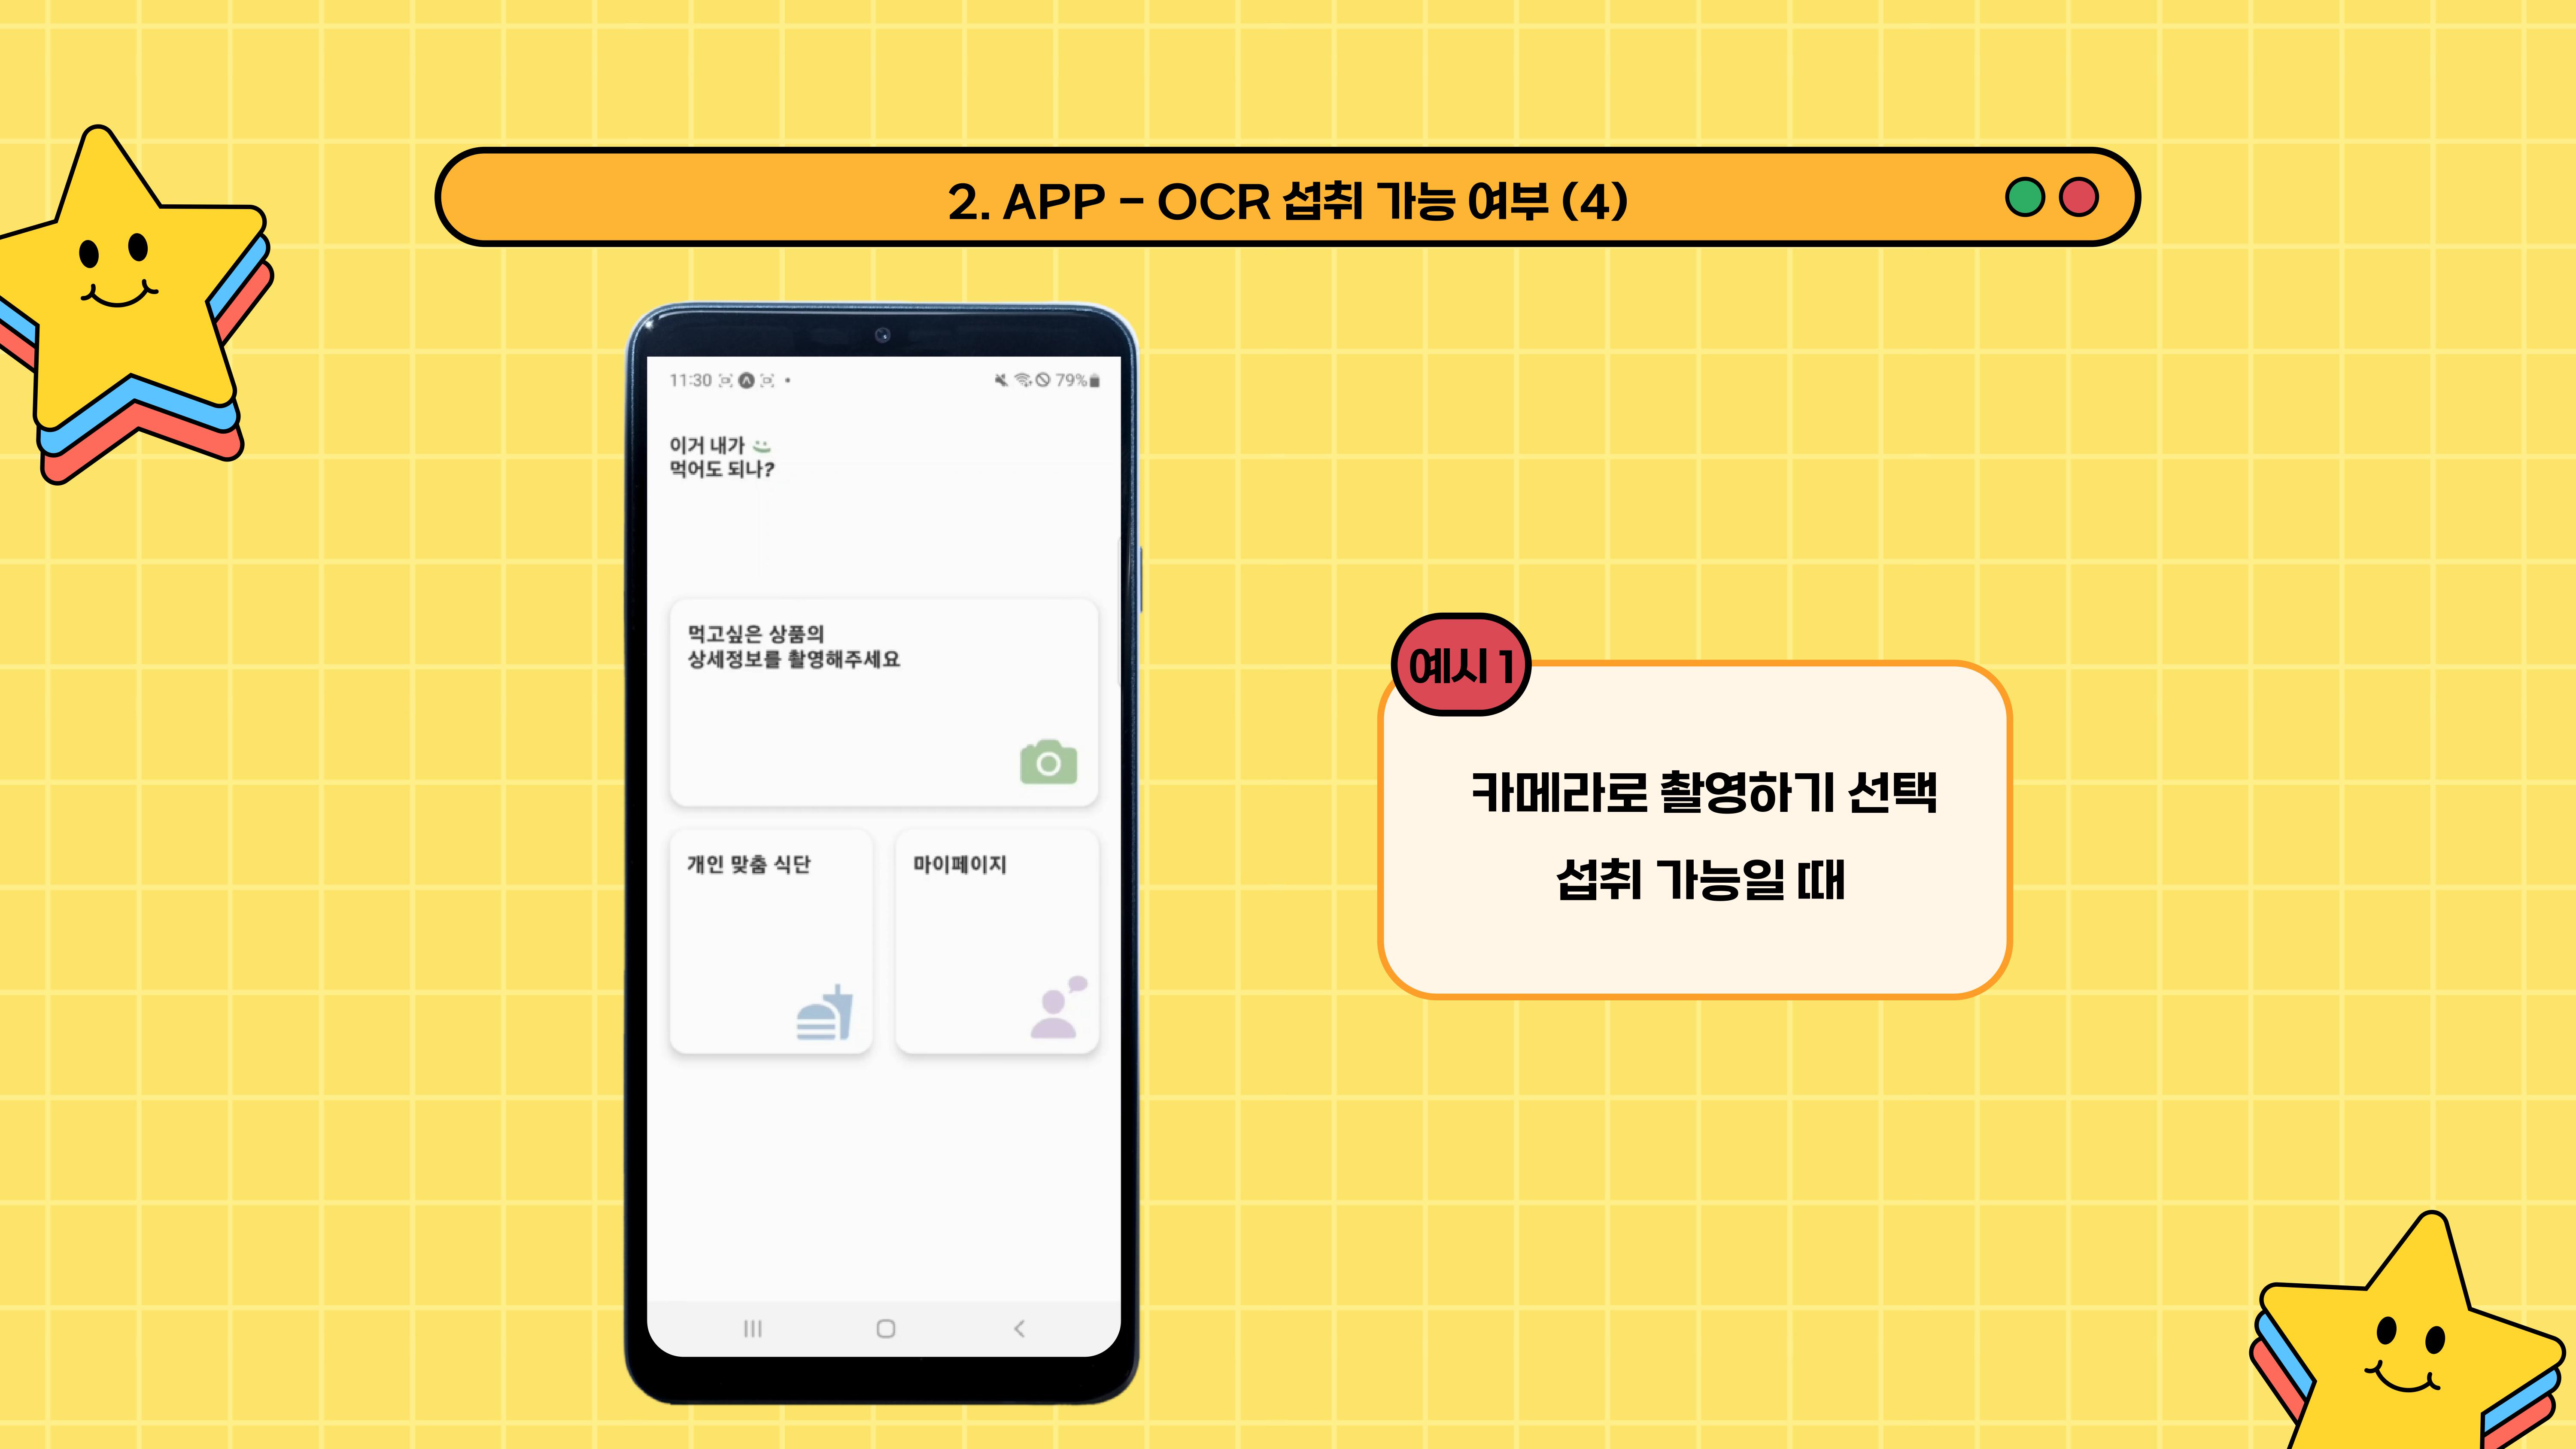 2. APP - OCR 섭취 가능 여부 (4)
11:30
79%
이거 내가
먹어도 되나?
먹고싶은 상품의
상세정보를 촬영해주세요
개인 맞춤 식단
마이페이지
예시 1
카메라로 촬영하기 선택
섭취 가능일 때